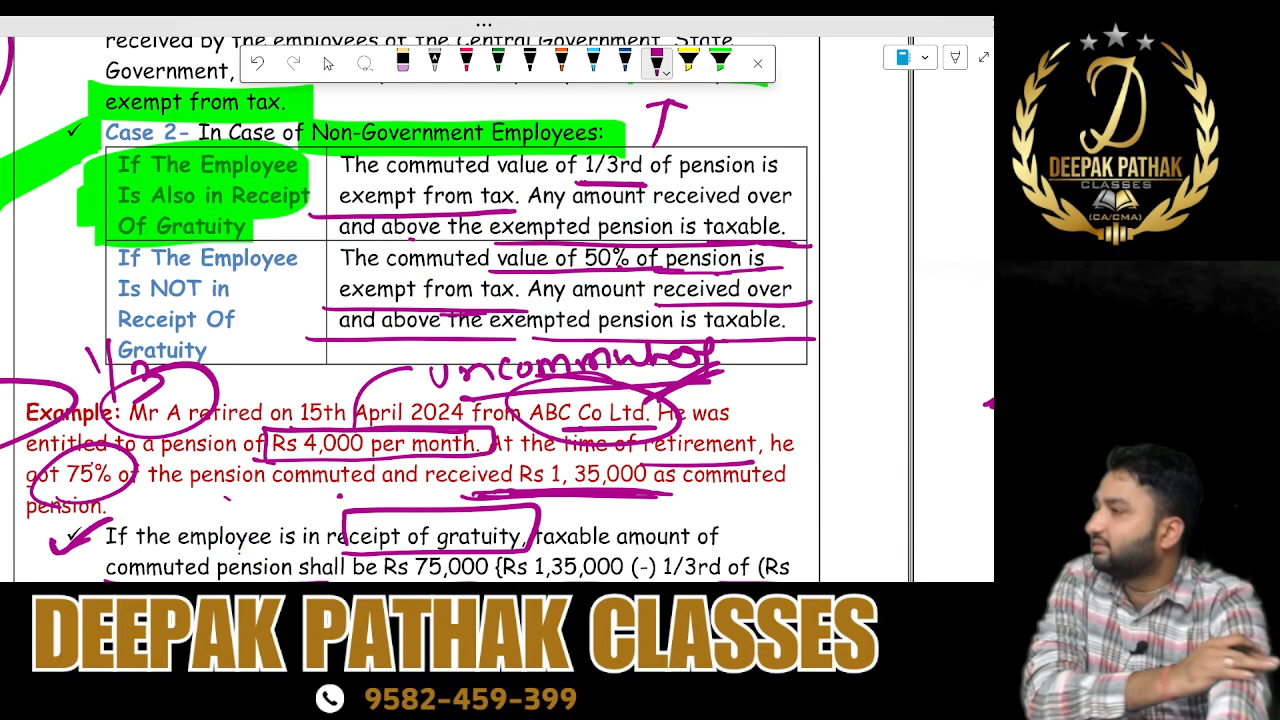 received by the employees of the Central Government, State
Government,
exempt from tax.
Case 2- In Case of Non-Government Employees:
If The Employee
Is Also in Receipt
Of Gratuity
The commuted value of 1/3rd of pension is
exempt from tax. Any amount received over
and above the exempted pension is taxable.
If The Employee
Is NOT in
Receipt Of
Gratuity
The commuted value of 50% of pension is
exempt from tax. Any amount received over
and above the exempted pension is taxable.
1/3
Example: Mr A retired on 15th April 2024 from ABC Co Ltd. He was
entitled to a pension of Rs 4,000 per month. At the time of retirement, he
got 75% of the pension commuted and received Rs 1, 35,000 as commuted
pension.
If the employee is in receipt of gratuity, taxable amount of
commuted pension shall be Rs 75,000 {Rs 1,35,000 (-) 1/3rd of (Rs
D
DEEPAK PATHAK
CLASSES
(CA/CMA)
DEEPAK PATHAK CLASSES
9582-459-399